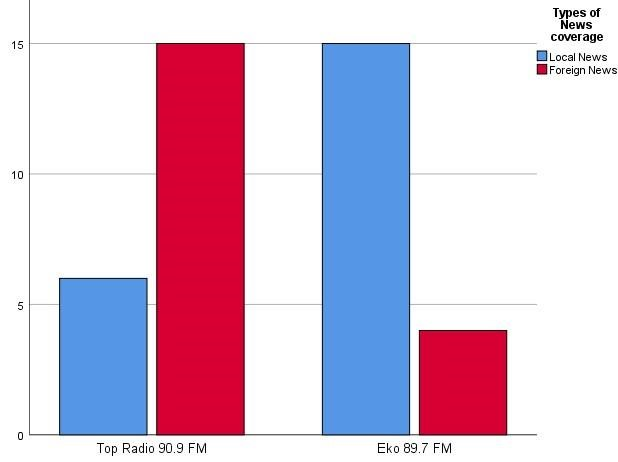 Types of
News
coverage
Local News
Foreign News
15
10
5
0
Top Radio 90.9 FM
Eko 89.7 FM